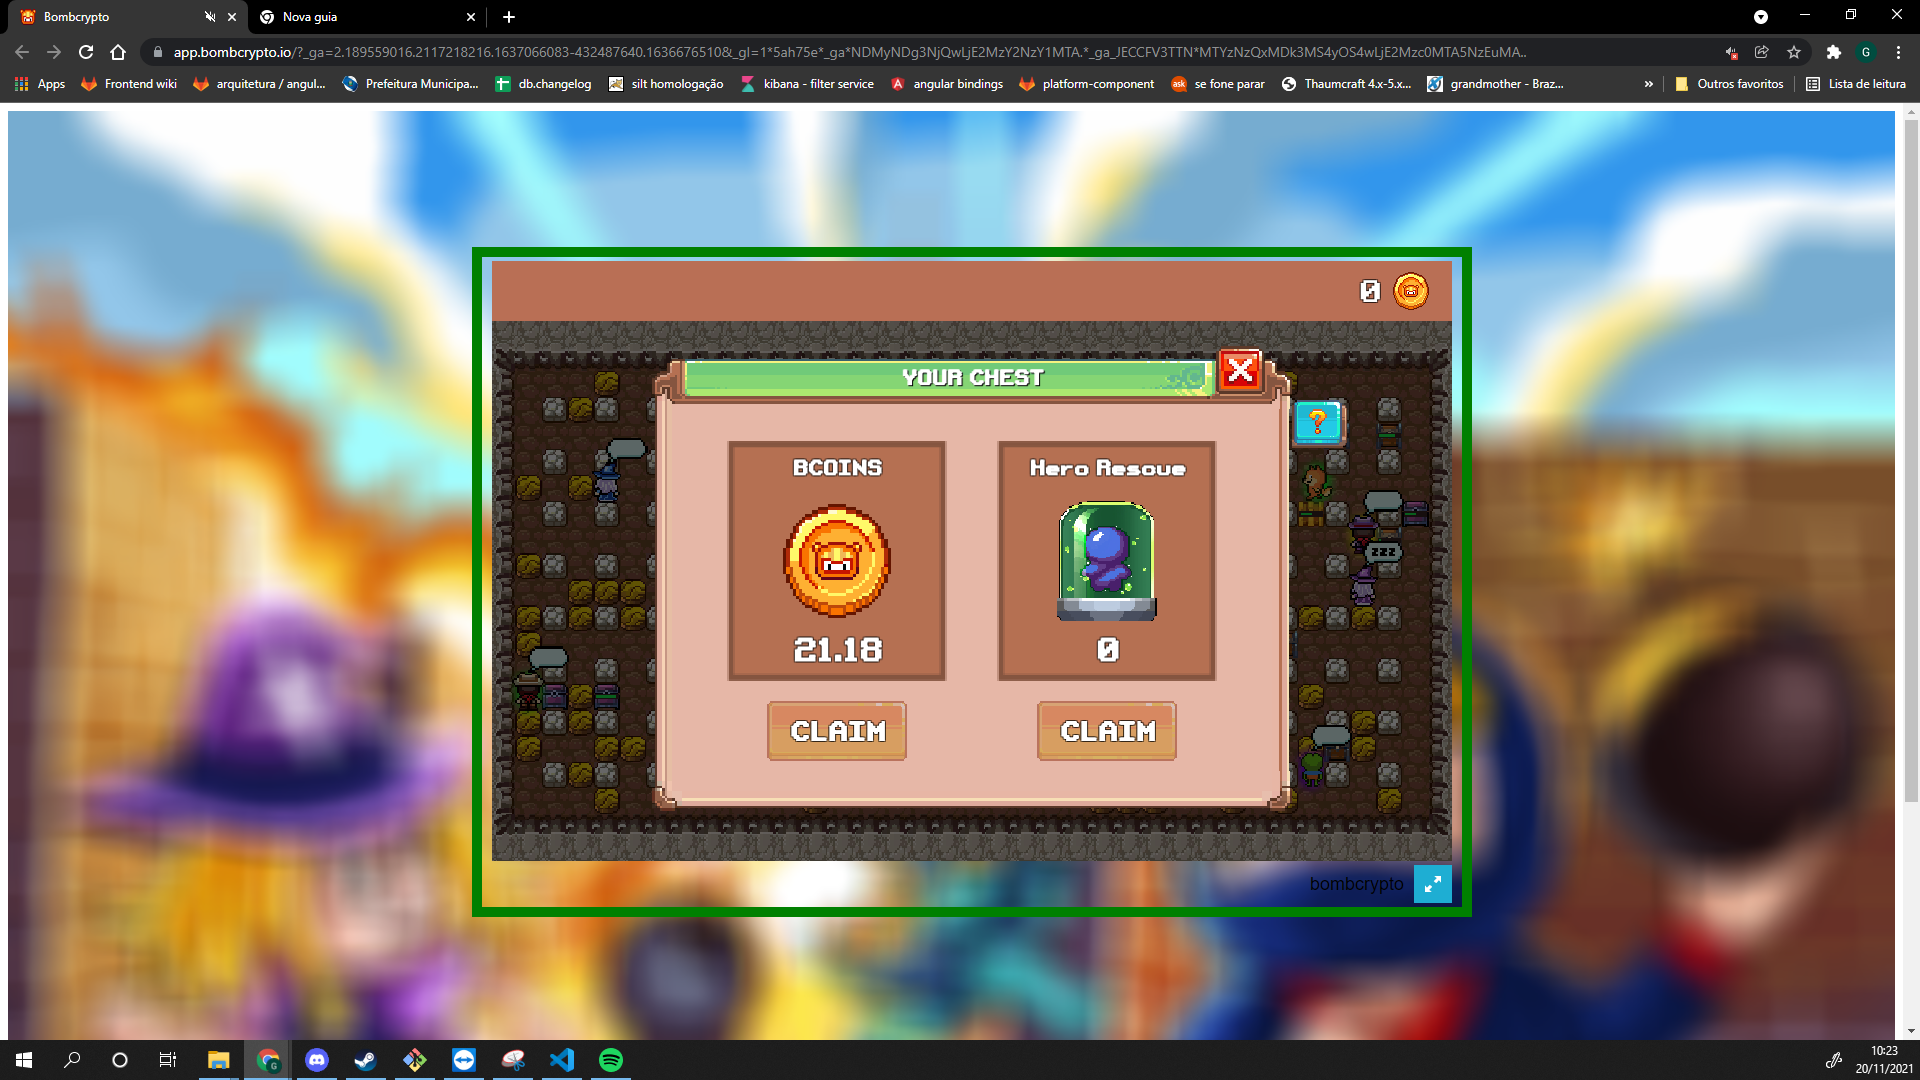 Bombcrypto
Nova guia
app.bombcrypto.io/?_ga=2.189559016.2117218216.1637066083-432487640.1636676510&_gl=1*5ah75e*_ga*NDMyNDg3NjQwLjE2MzY2NzY1MTA.*_ga_JECCFV3TTN*MTYzNzQxMDk3MS4yOS4wLjE2Mzc0MTA5NzEuMA..
G
Apps
Frontend wiki
arquitetura / angul...
Prefeitura Municipa...
db.changelog
silt homologação
kibana - filter service
angular bindings
platform-component
ask
se fone parar
Thaumcraft 4.x-5.x...
grandmother - Braz...
»
Outros favoritos
Lista de leitura
0
YOUR CHEST
?
BCOINS
Hero Rescue
zzz
21.18
0
CLAIM
CLAIM
bombcrypto
10:23
20/11/2021